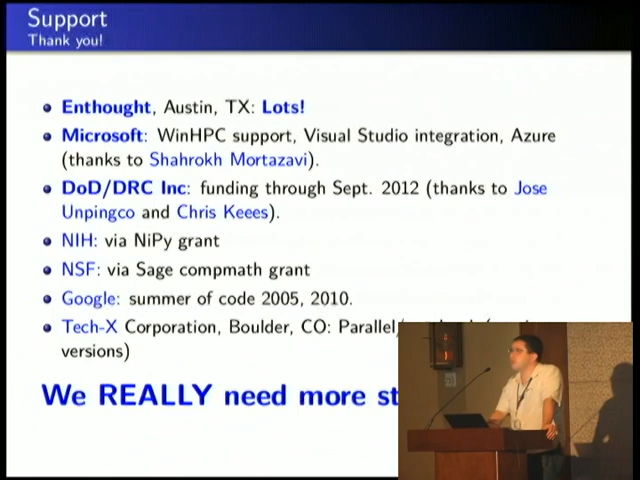 Support
Thank you!
Enthought, Austin, TX: Lots!
Microsoft: WinHPC support, Visual Studio integration, Azure
(thanks to Shahrokh Mortazavi).
DoD/DRC Inc: funding through Sept. 2012 (thanks to Jose
Unpingco and Chris Keees).
NIH: via NiPy grant
NSF: via Sage compmath grant
Google: summer of code 2005, 2010.
Tech-X Corporation, Boulder, CO:
versions)
We REALLY need more